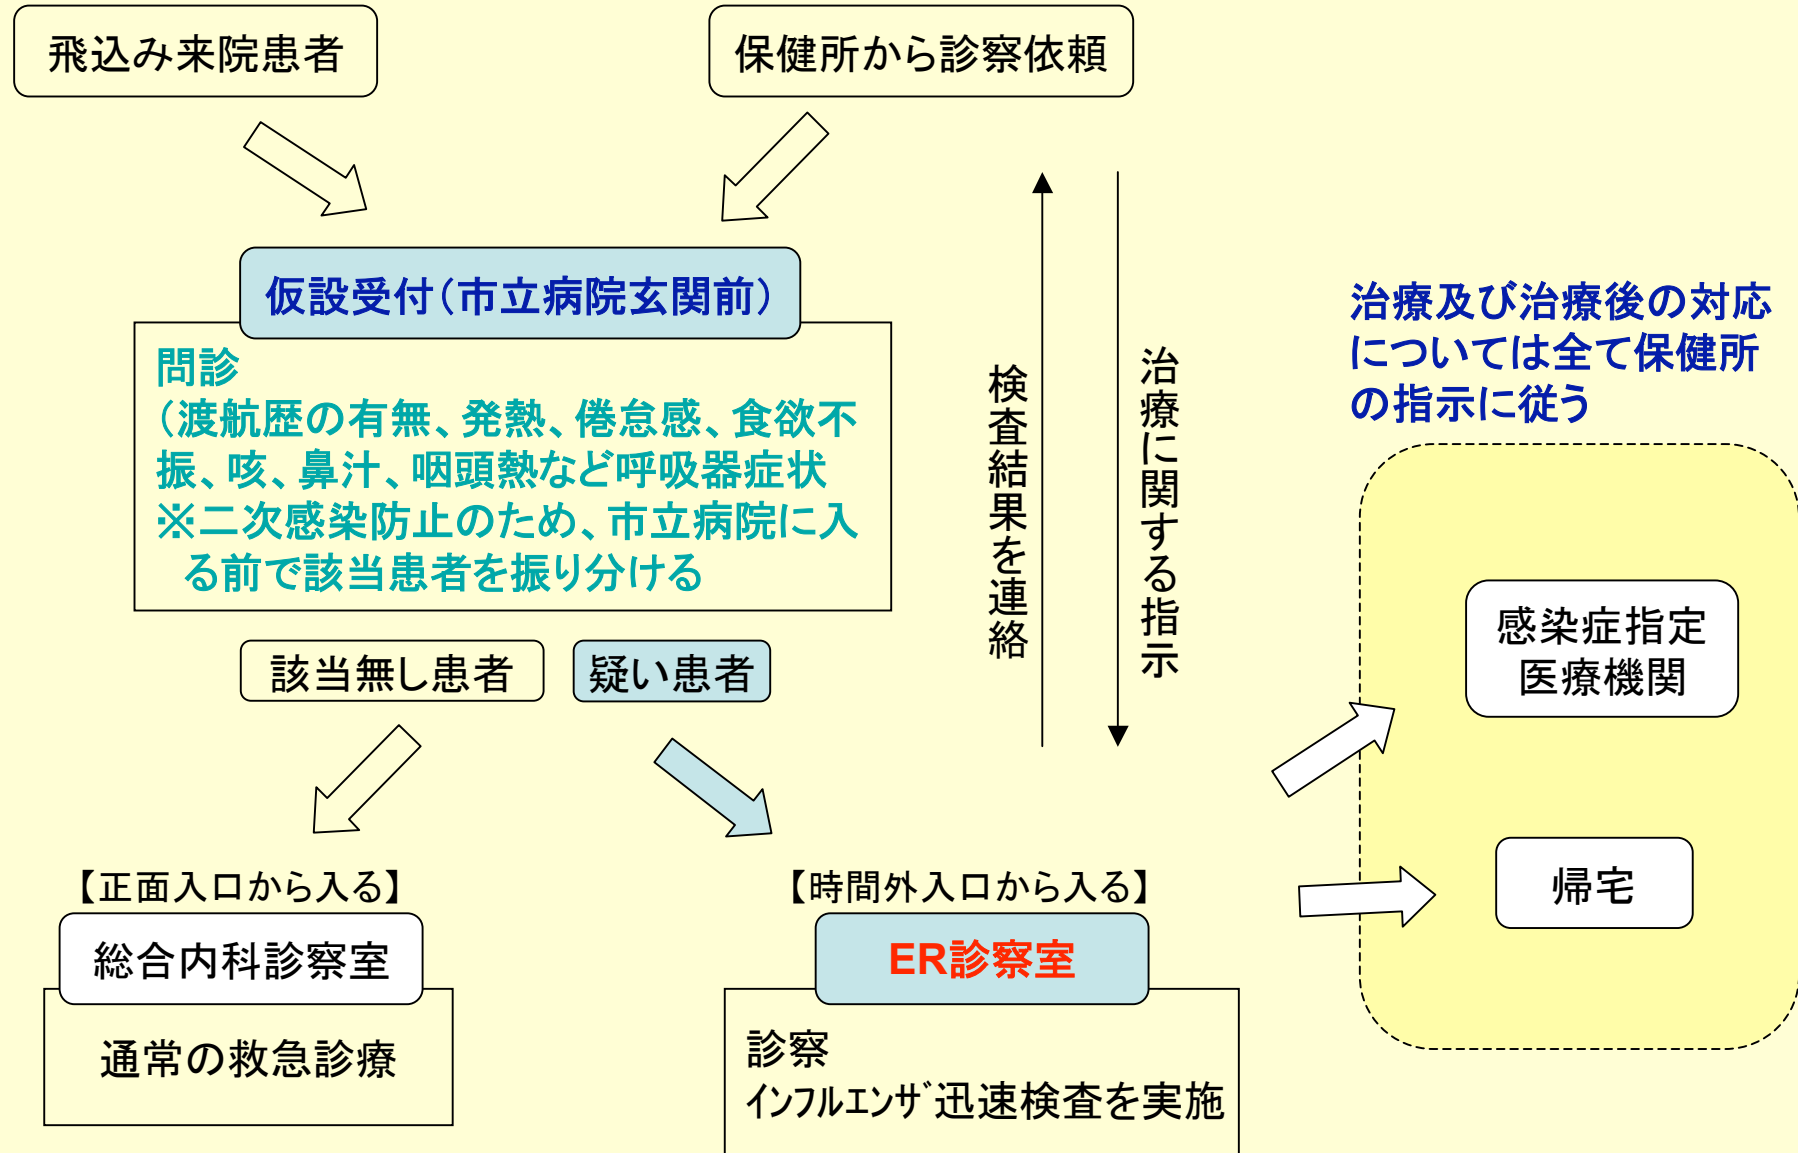 飛込み来院患者
保健所から診察依頼
仮設受付(市立病院玄関前)
問診
(渡航歴の有無、発熱、倦怠感、食欲不
振、咳、鼻汁、咽頭熱など呼吸器症状
※二次感染防止のため、市立病院に入
る前で該当患者を振り分ける
検査結果を連絡
治療に関する指示
治療及び治療後の対応
については全て保健所
の指示に従う
該当無し患者
疑い患者
感染症指定
医療機関
帰宅
【正面入口から入る】
総合内科診察室
通常の救急診療
【時間外入口から入る】
ER診察室
診察
インフルエンザ迅速検査を実施